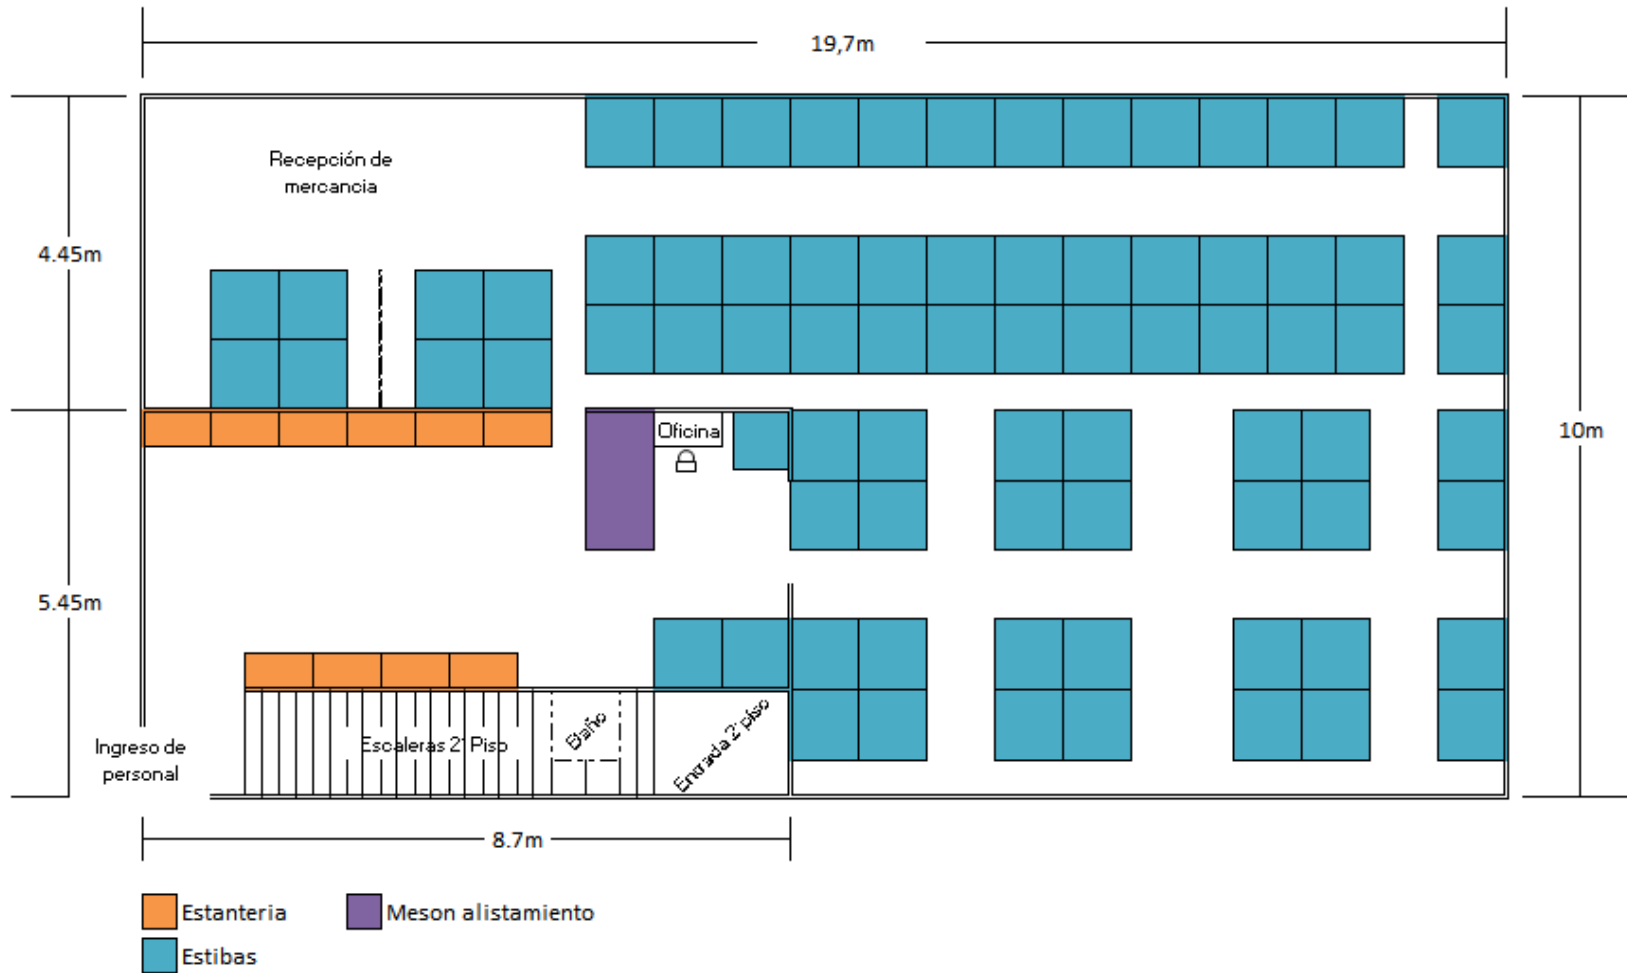 19,7m
Recepción de
mercancia
4.45m
Oficina
10m
5.45m
Ingreso de
personal
Escaleras 2° Piso
Baño
Entrada 2°piso
8.7m
Estanteria
Meson alistamiento
Estibas